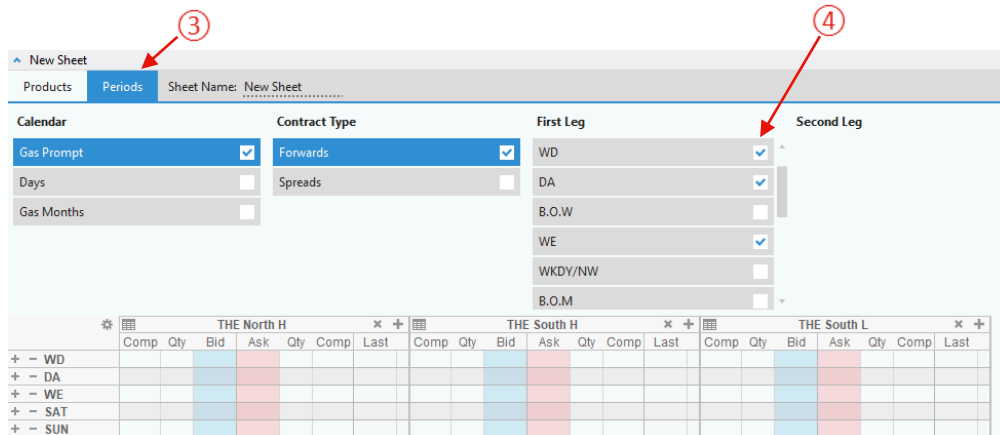 ③ ④
New Sheet
Products Periods Sheet Name: New Sheet
Calendar Contract Type First Leg Second Leg
Gas Prompt Forwards WD
Days Spreads DA
Gas Months B.O.W
WE
WKDY/NW
B.O.M
THE North H × + THE South H × + THE South L × +
Comp Qty Bid Ask Qty Comp Last Comp Qty Bid Ask Qty Comp Last Comp Qty Bid Ask Qty Comp Last
+ − WD
+ − DA
+ − WE
+ − SAT
+ − SUN